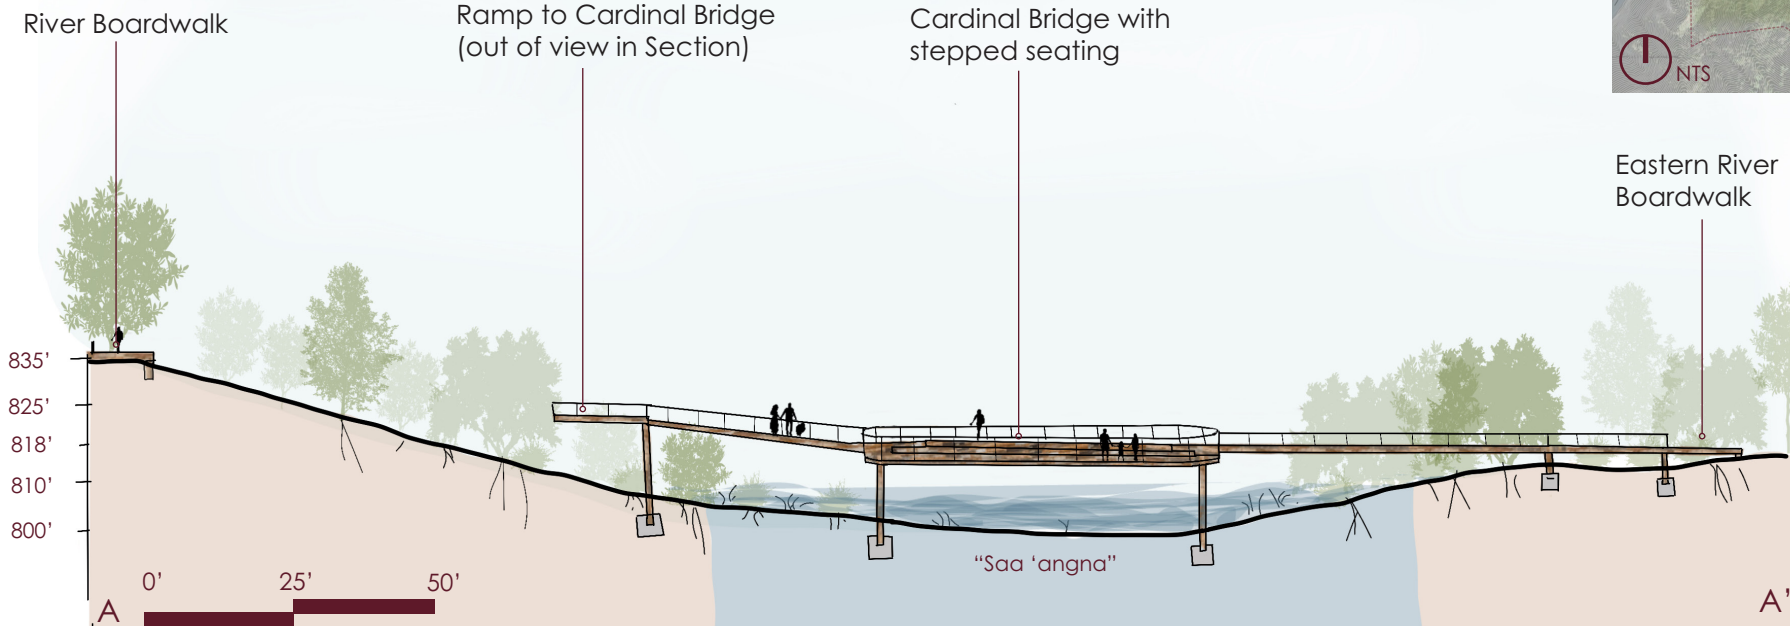 River Boardwalk
Ramp to Cardinal Bridge
(out of view in Section)
Cardinal Bridge with
stepped seating
NTS
Eastern River
Boardwalk
835’
825’
818’
810’
800’
“Saa ‘angna”
0’ 25’ 50’
A
A’